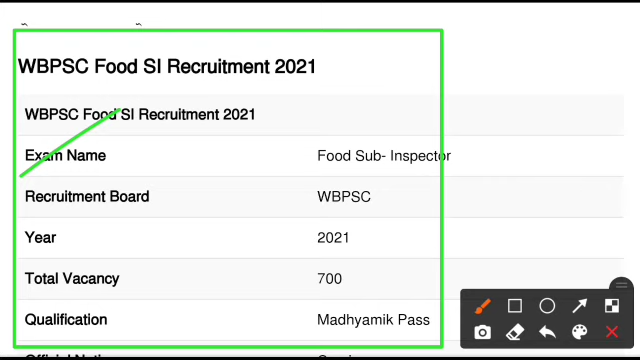 WBPSC Food SI Recruitment 2021
WBPSC Food SI Recruitment 2021
Exam Name Food Sub- Inspector
Recruitment Board WBPSC
Year 2021
Total Vacancy 700
Qualification Madhyamik Pass